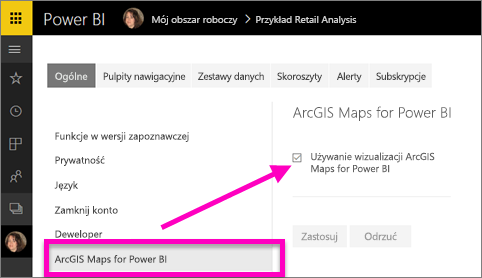 Power BI Mój obszar roboczy > Przykład Retail Analysis
Ogólne Pulpity nawigacyjne Zestawy danych Skoroszyty Alerty Subskrypcje
ArcGIS Maps for Power BI
Funkcje w wersji zapoznawczej
Prywatność
Język
Zamknij konto
Deweloper
ArcGIS Maps for Power BI
Używanie wizualizacji ArcGIS
Maps for Power BI
Zastosuj Odrzuć